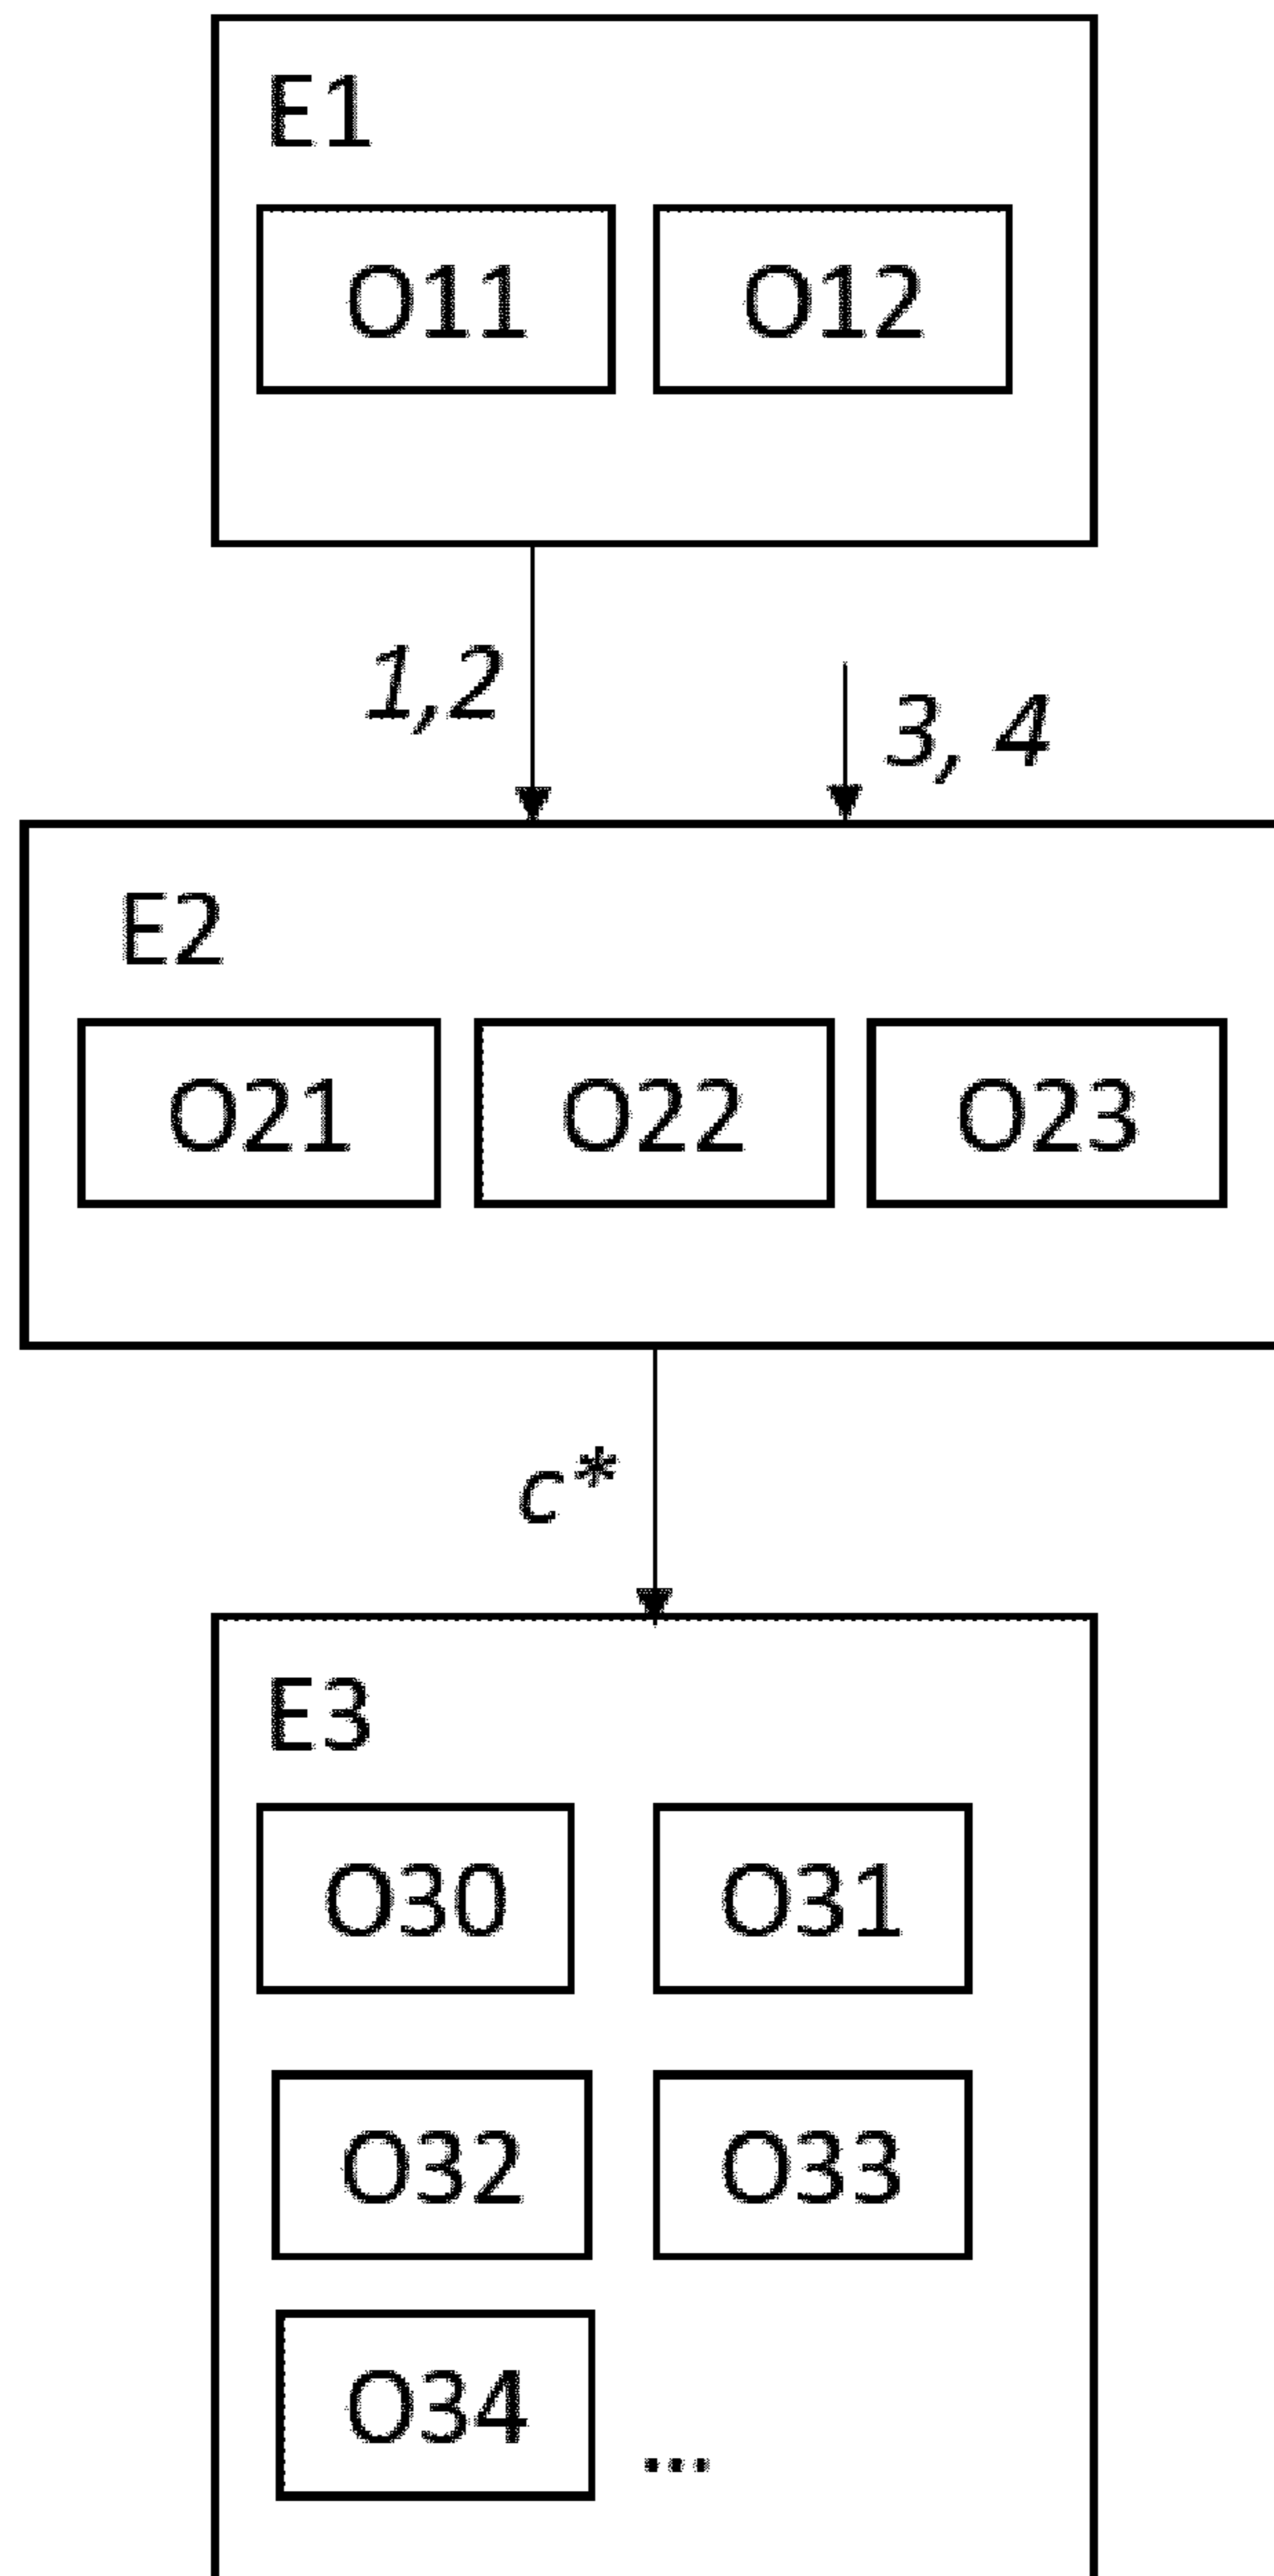 E1
O11 O12
1,2
3, 4
E2
O21 O22 O23
c*
E3
O30 O31
O32 O33
O34 ...